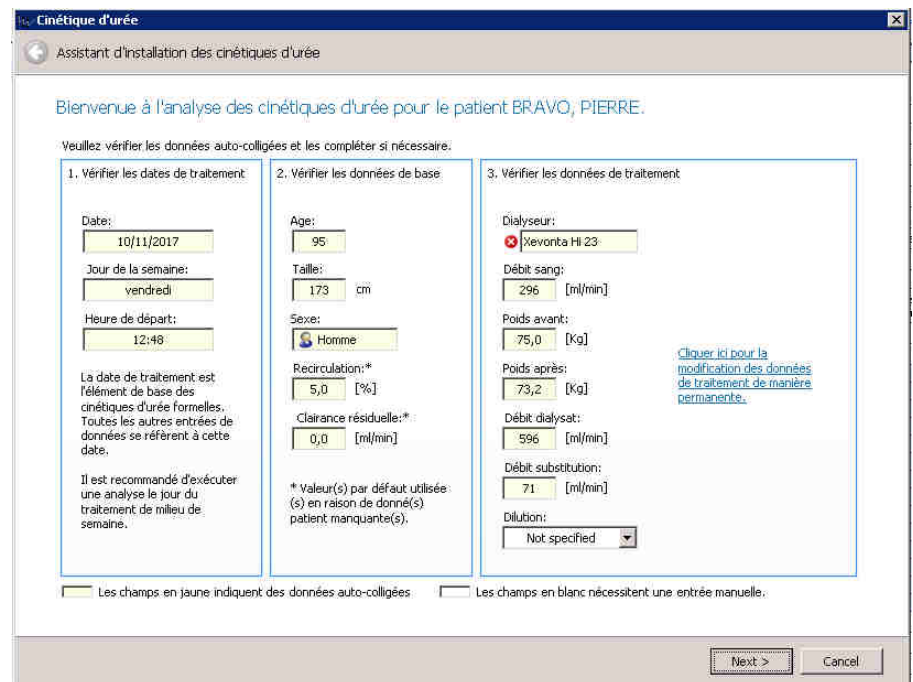 Cinétique d'urée
Assistant d'installation des cinétiques d'urée
Bienvenue à l'analyse des cinétiques d'urée pour le patient BRAVO, PIERRE.
Veuillez vérifier les données auto-colligées et les compléter si nécessaire.
1. Vérifier les dates de traitement
Date:
10/11/2017
Jour de la semaine:
vendredi
Heure de départ:
12:48
La date de traitement est
l'élément de base des
cinétiques d'urée formelles.
Toutes les autres entrées de
données se réfèrent à cette
date.
Il est recommandé d'exécuter
une analyse le jour du
traitement de milieu de
semaine.
2. Vérifier les données de base
Age:
95
Taille:
173 cm
Sexe:
Homme
Recirculation:*
5,0 [%]
Clairance résiduelle:*
0,0 [ml/min]
* Valeur(s) par défaut utilisée
(s) en raison de donné(s)
patient manquante(s).
3. Vérifier les données de traitement
Dialyseur:
Xevonta Hi 23
Débit sang:
296 [ml/min]
Poids avant:
75,0 [Kg]
Poids après:
73,2 [Kg]
Débit dialysat:
596 [ml/min]
Débit substitution:
71 [ml/min]
Dilution:
Not specified
Cliquer ici pour la
modification des données
de traitement de manière
permanente.
Les champs en jaune indiquent des données auto-colligées
Les champs en blanc nécessitent une entrée manuelle.
Next >
Cancel